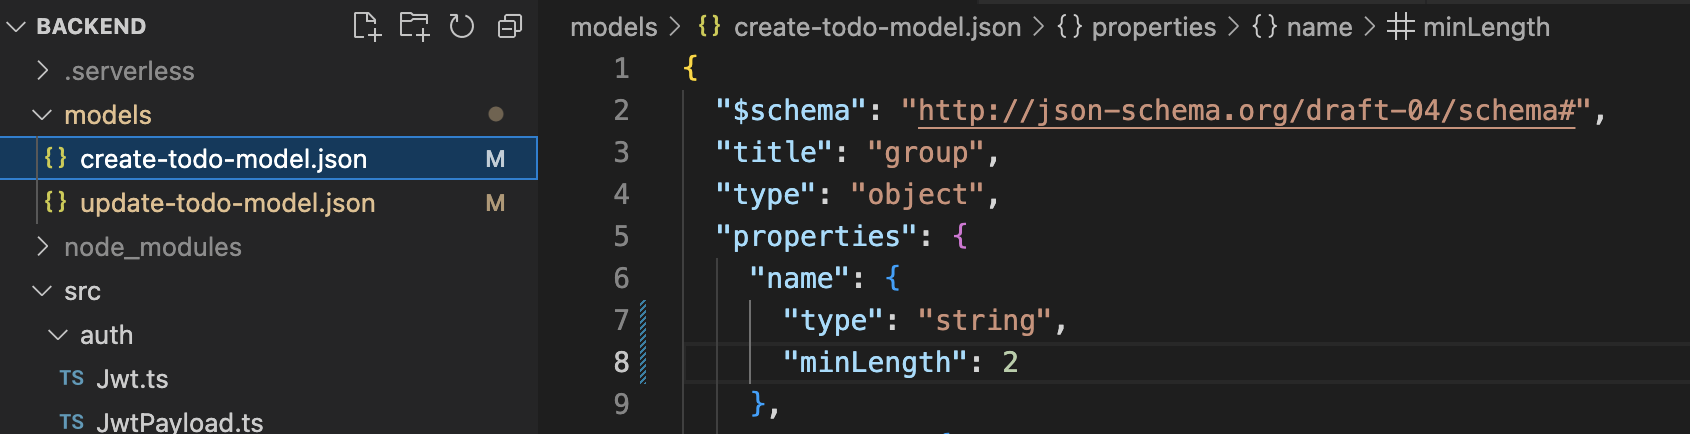 BACKEND
.serverless
models
{} create-todo-model.json M
{} update-todo-model.json M
node_modules
src
auth
TS Jwt.ts
TS JwtPayload.ts
models > {} create-todo-model.json > {} properties > {} name > # minLength
1 {
2 "$schema": "http://json-schema.org/draft-04/schema#",
3 "title": "group",
4 "type": "object",
5 "properties": {
6 "name": {
7 "type": "string",
8 "minLength": 2
9 },